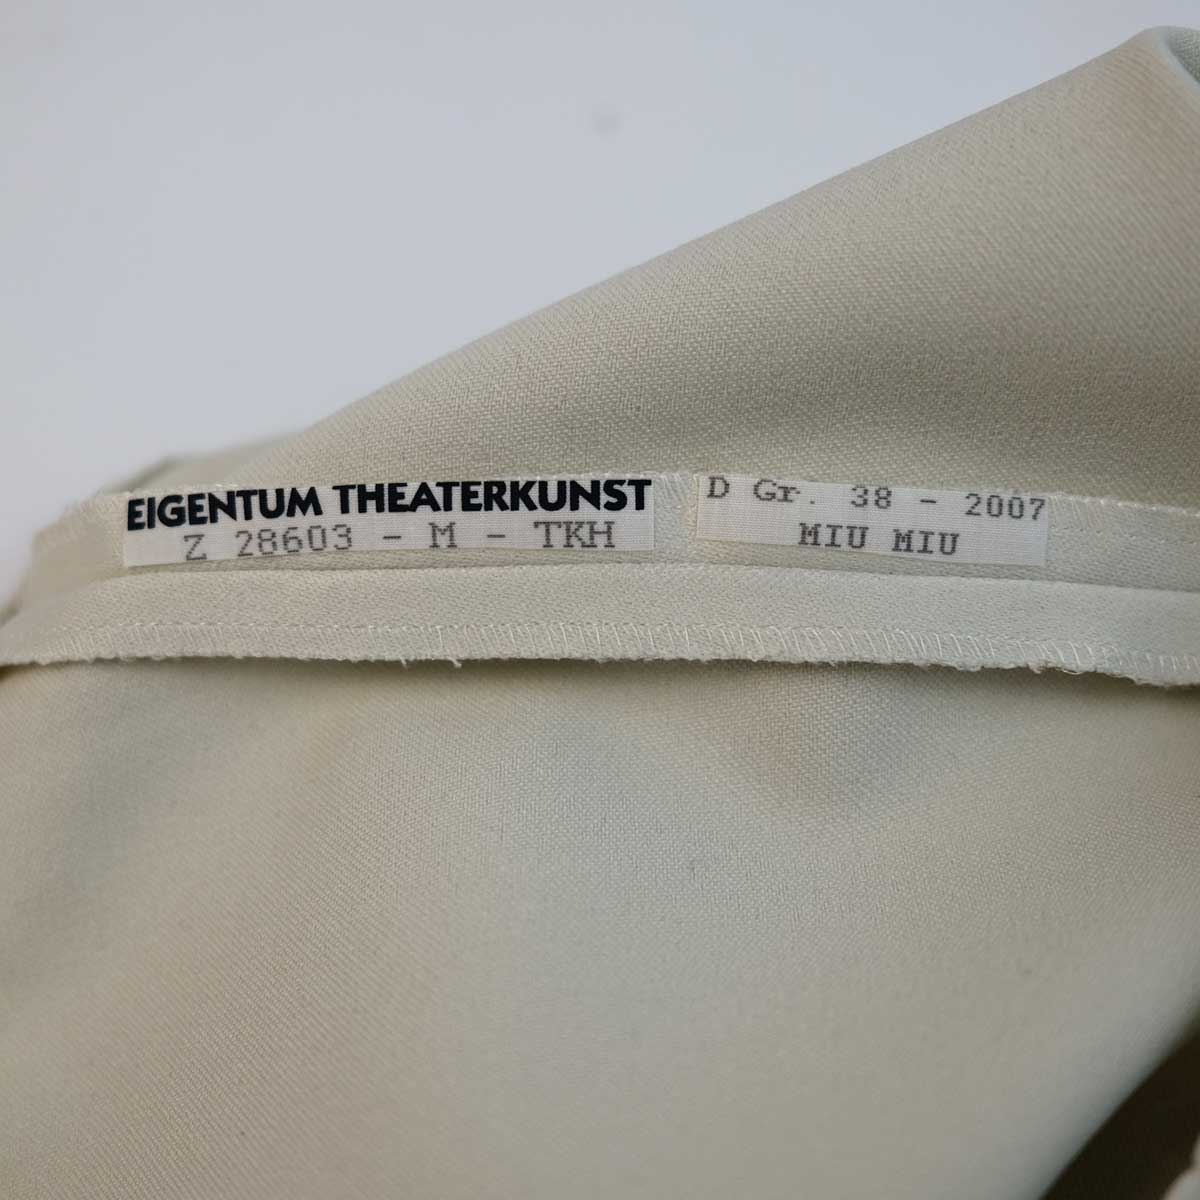 EIGENTUM THEATERKUNST
Z 28603 - M - TKH
D Gr. 38 - 2007
MIU MIU